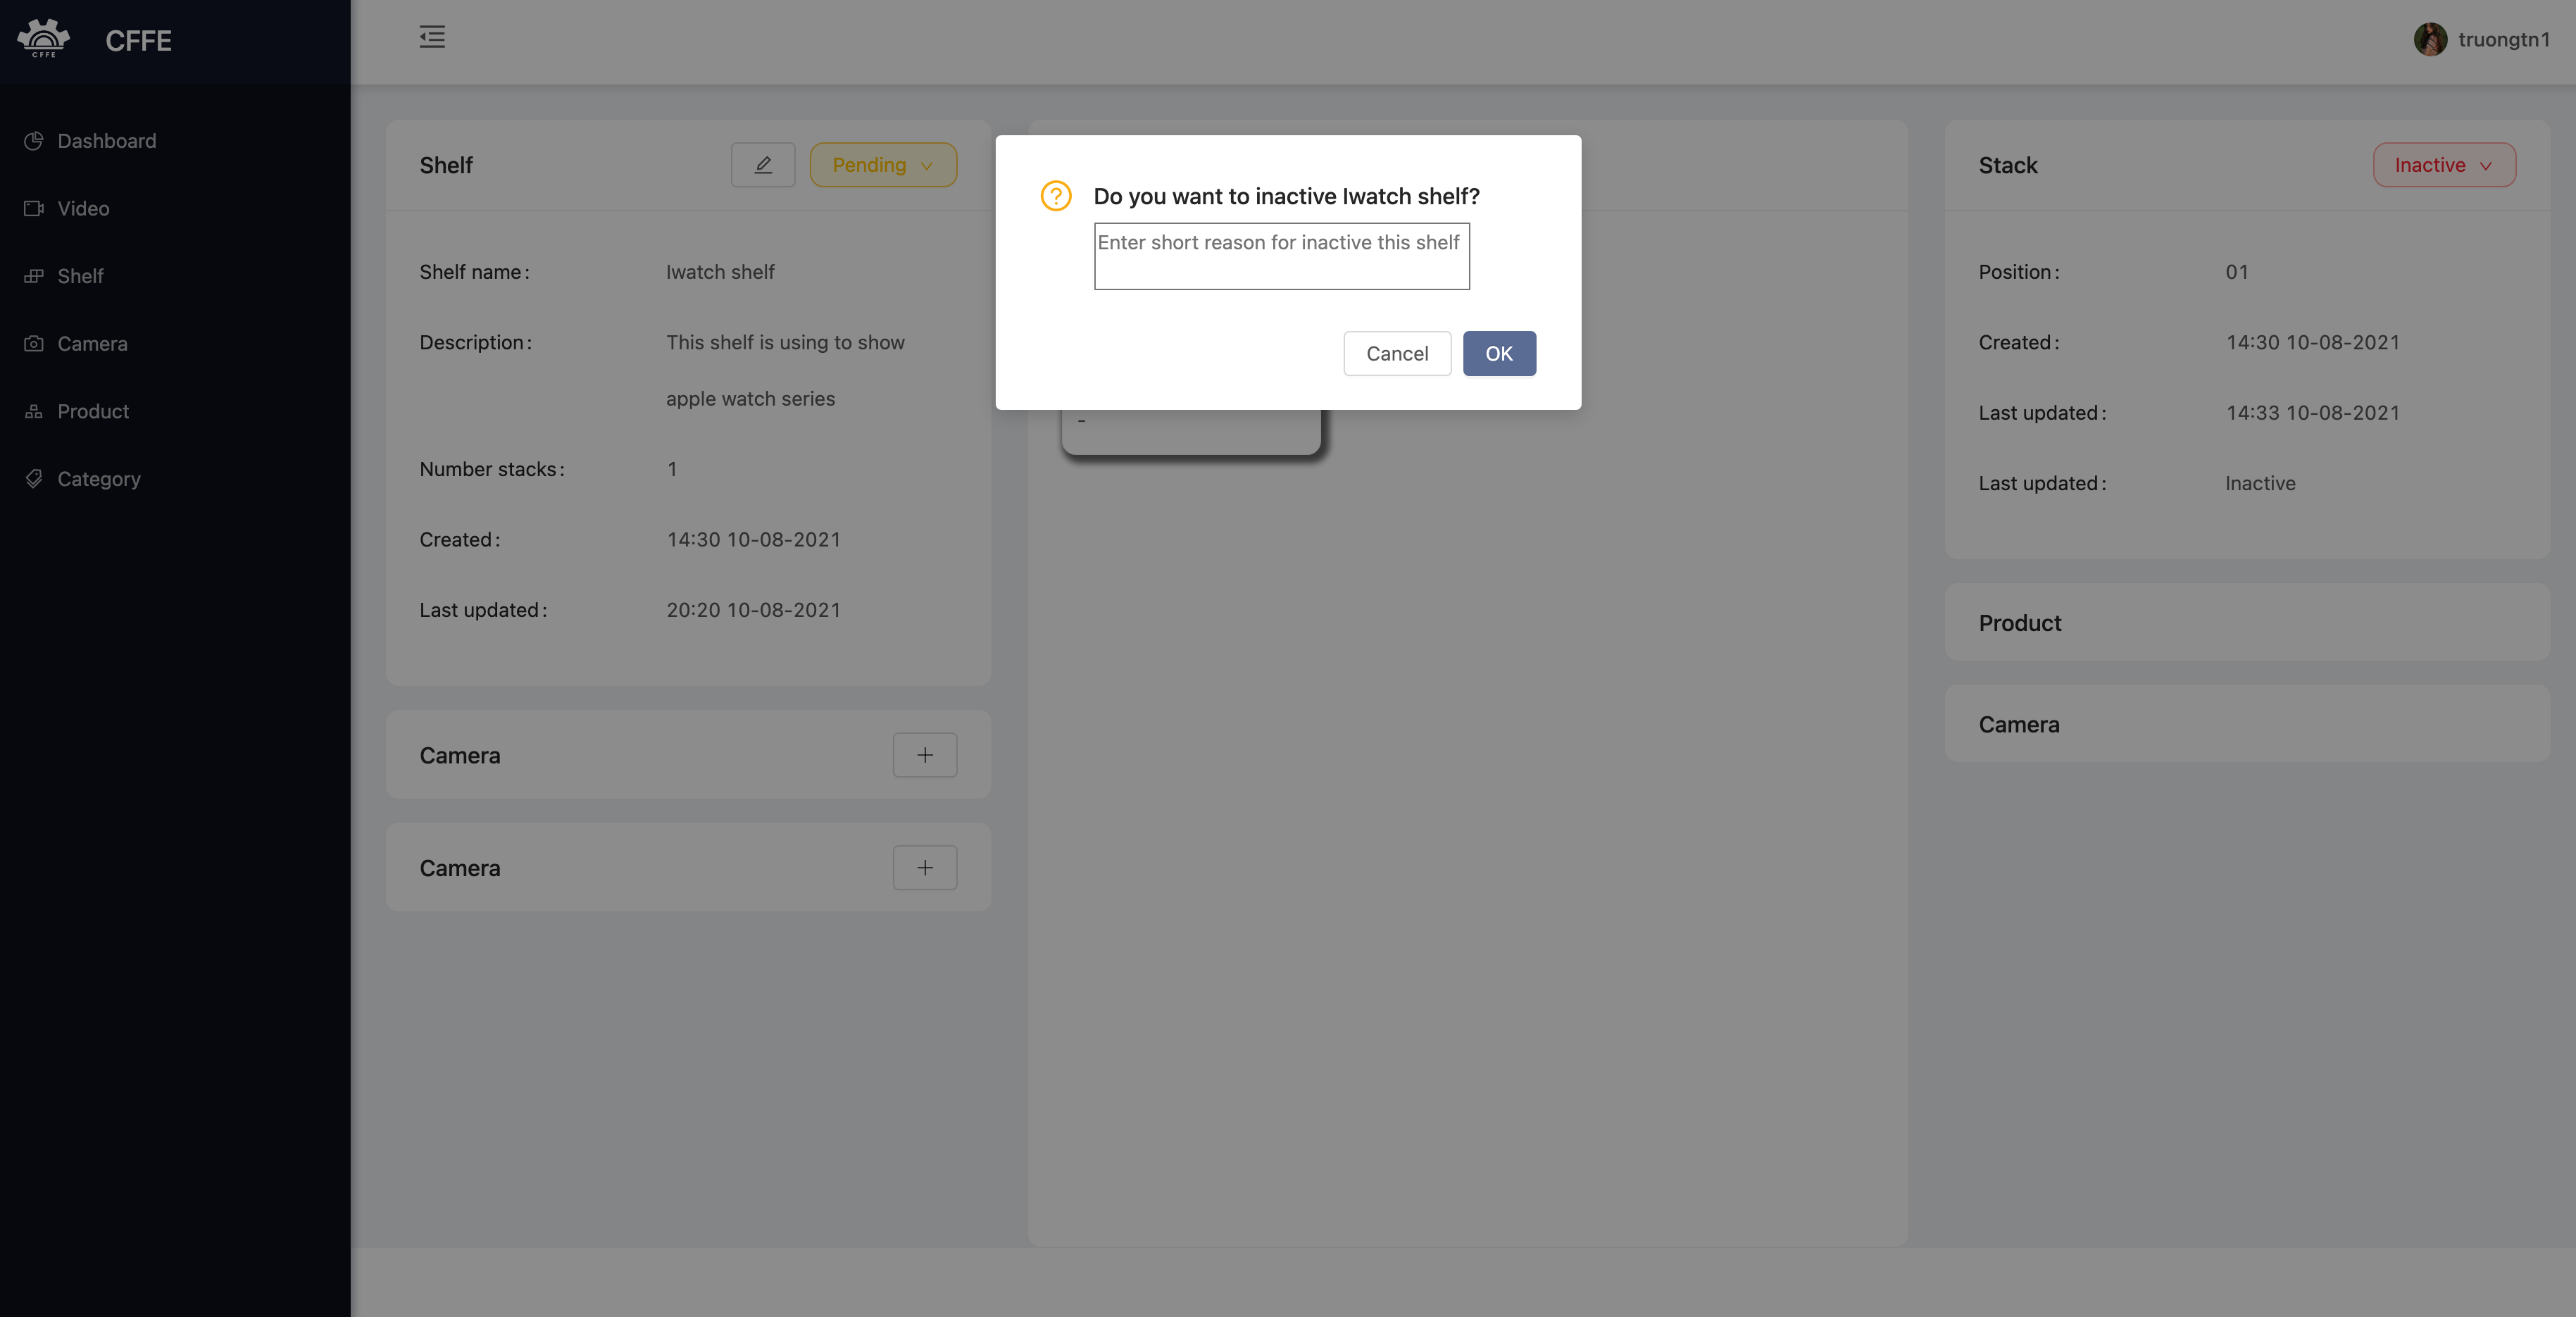 CFFE
CFFE
truongtn1
Dashboard
Video
Shelf
Camera
Product
Category
Shelf
Pending
Shelf name:
Iwatch shelf
Description:
This shelf is using to show
apple watch series
Number stacks:
1
Created:
14:30 10-08-2021
Last updated:
20:20 10-08-2021
Camera
Camera
Do you want to inactive Iwatch shelf?
Enter short reason for inactive this shelf
Cancel
OK
-
Stack
Inactive
Position:
01
Created:
14:30 10-08-2021
Last updated:
14:33 10-08-2021
Last updated:
Inactive
Product
Camera